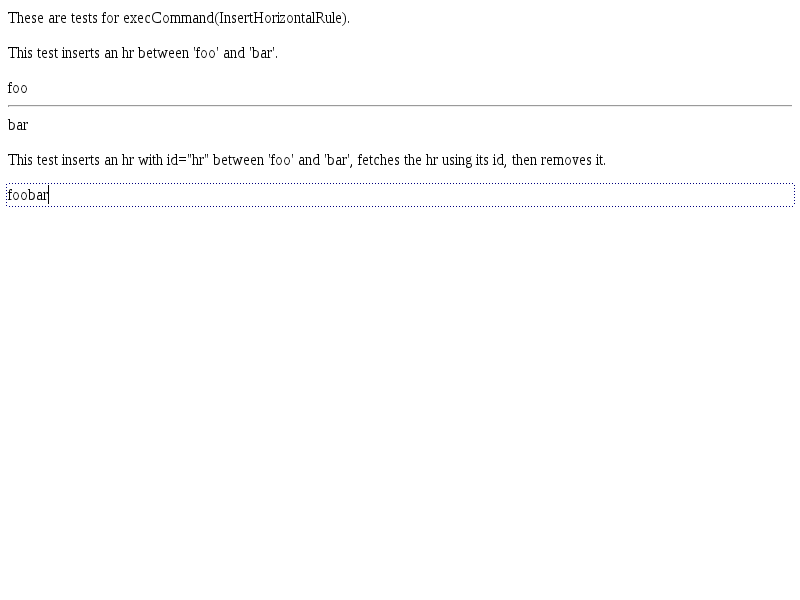 These are tests for execCommand(InsertHorizontalRule).
This test inserts an hr between 'foo' and 'bar'.
foo
bar
This test inserts an hr with id="hr" between 'foo' and 'bar', fetches the hr using its id, then removes it.
foobar